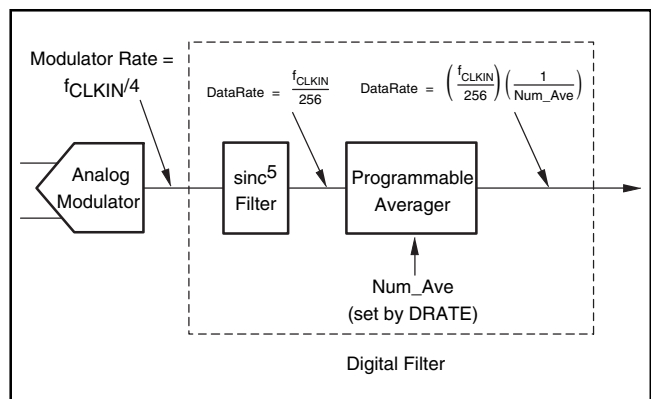 Modulator Rate =
fCLKIN/4
DataRate = fCLKIN/256
DataRate = (fCLKIN/256) (1/Num_Ave)
Analog
Modulator
sinc5
Filter
Programmable
Averager
Num_Ave
(set by DRATE)
Digital Filter